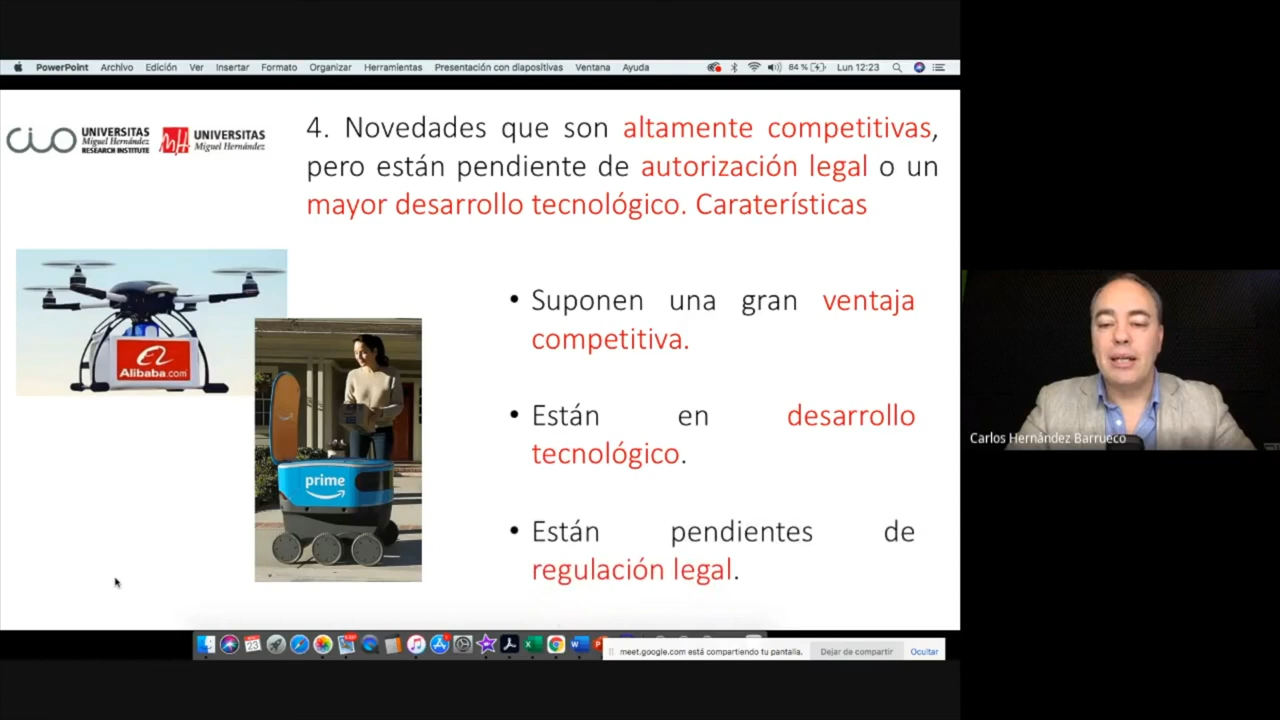 PowerPoint Archivo Edición Ver Insertar Formato Organizar Herramientas Presentación con diapositivas Ventana Ayuda 84 % Lun 12:23
CIO UNIVERSITAS Miguel Hernández RESEARCH INSTITUTE
UNIVERSITAS Miguel Hernández
4. Novedades que son altamente competitivas,
pero están pendiente de autorización legal o un
mayor desarrollo tecnológico. Caraterísticas
Alibaba.com
prime
• Suponen una gran ventaja
competitiva.
• Están en desarrollo
tecnológico.
• Están pendientes de
regulación legal.
Carlos Hernández Barrueco
23
meet.google.com está compartiendo tu pantalla. Dejar de compartir Ocultar